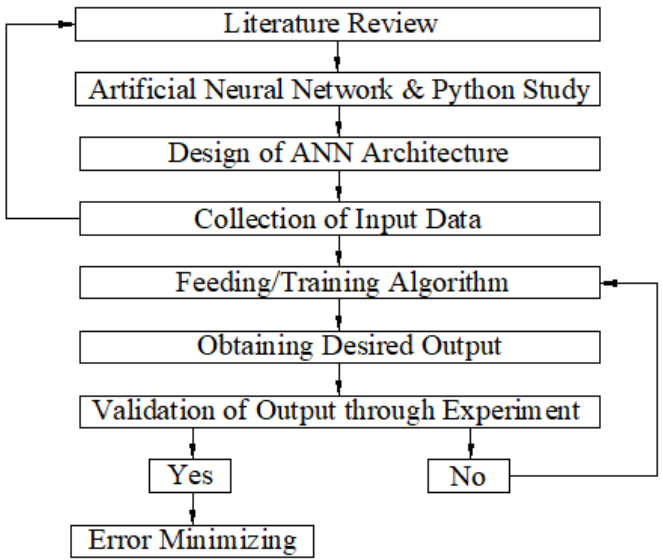 Literature Review
Artificial Neural Network & Python Study
Design of ANN Architecture
Collection of Input Data
Feeding/Training Algorithm
Obtaining Desired Output
Validation of Output through Experiment
Yes
No
Error Minimizing